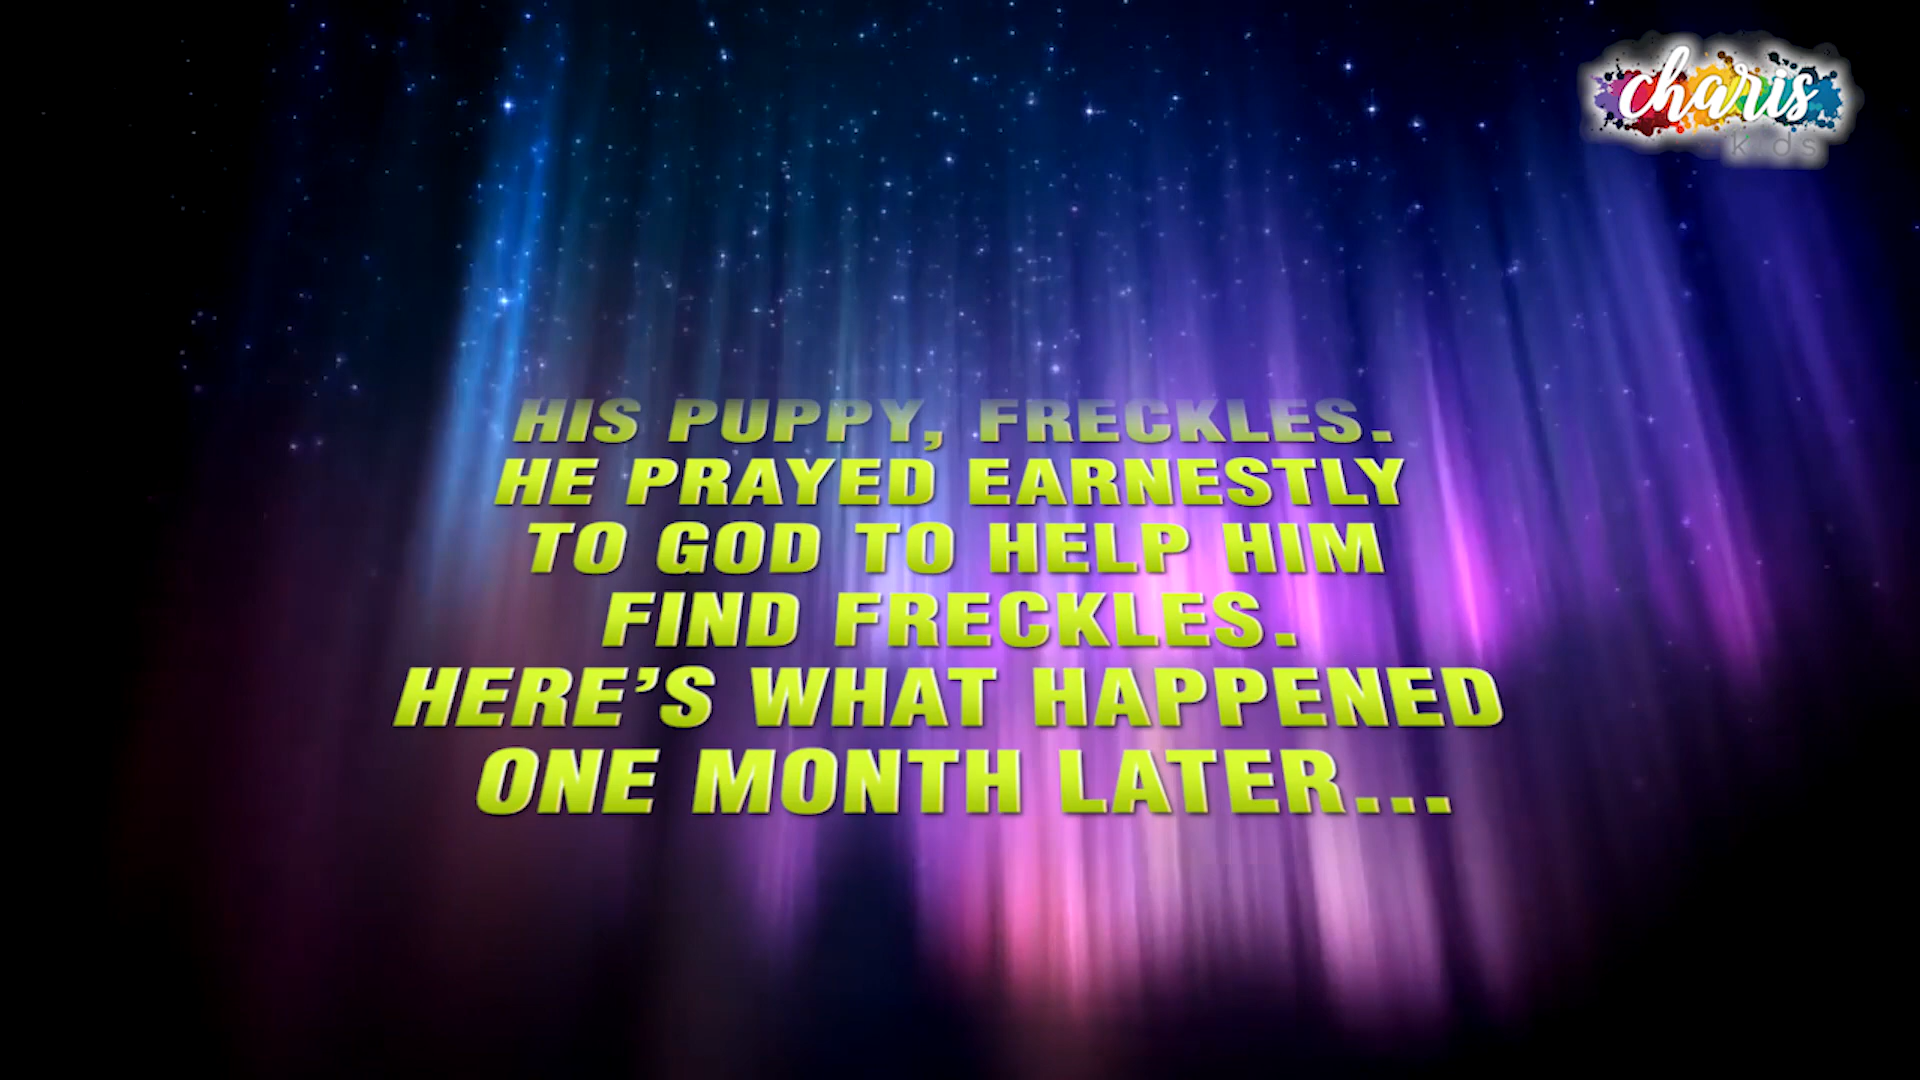 charis
kids
HIS PUPPY, FRECKLES.
HE PRAYED EARNESTLY
TO GOD TO HELP HIM
FIND FRECKLES.
HERE’S WHAT HAPPENED
ONE MONTH LATER...